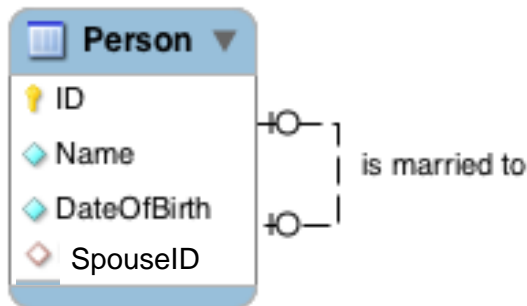 Person
ID
Name
is married to
DateOfBirth
SpouseID